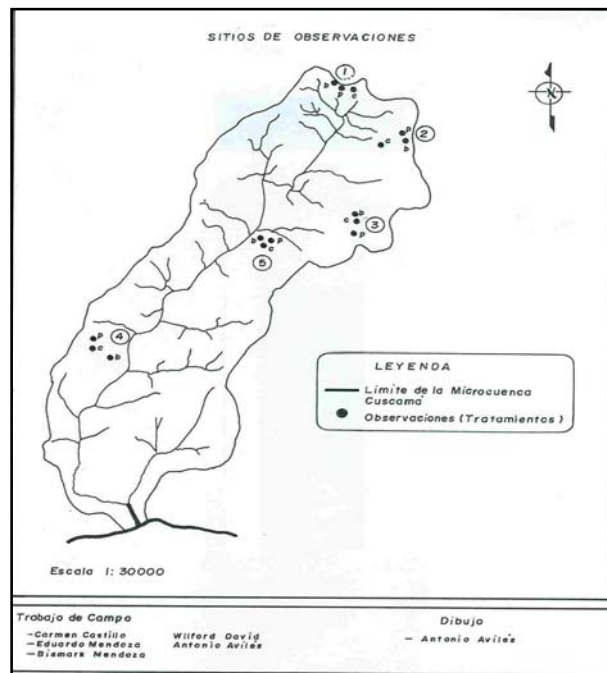 SITIOS DE OBSERVACIONES
1
b p c
2
p
c b
3
b
c
p
5
b p
c
4
p
c
b
N
LEYENDA
Límite de la Microcuenca
Cuscamá
Observaciones (Tratamientos)
Escala 1:30000
Trabajo de Campo
—Carmen Castillo
—Eduardo Mendoza
—Bismark Mendoza
Wilford David
Antonio Avilés
Dibujo
— Antonio Avilés